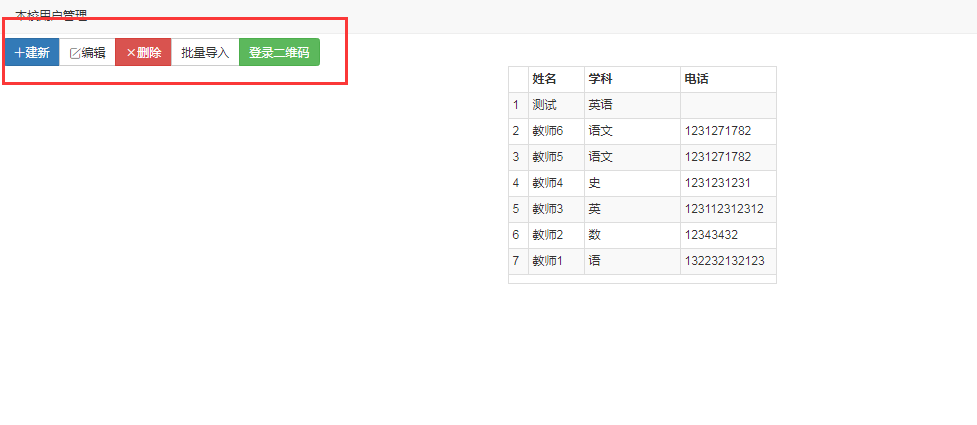 本校用户管理
+建新 编辑 ×删除 批量导入 登录二维码
姓名 学科 电话
1 测试 英语
2 教师6 语文 1231271782
3 教师5 语文 1231271782
4 教师4 史 1231231231
5 教师3 英 123112312312
6 教师2 数 12343432
7 教师1 语 132232132123